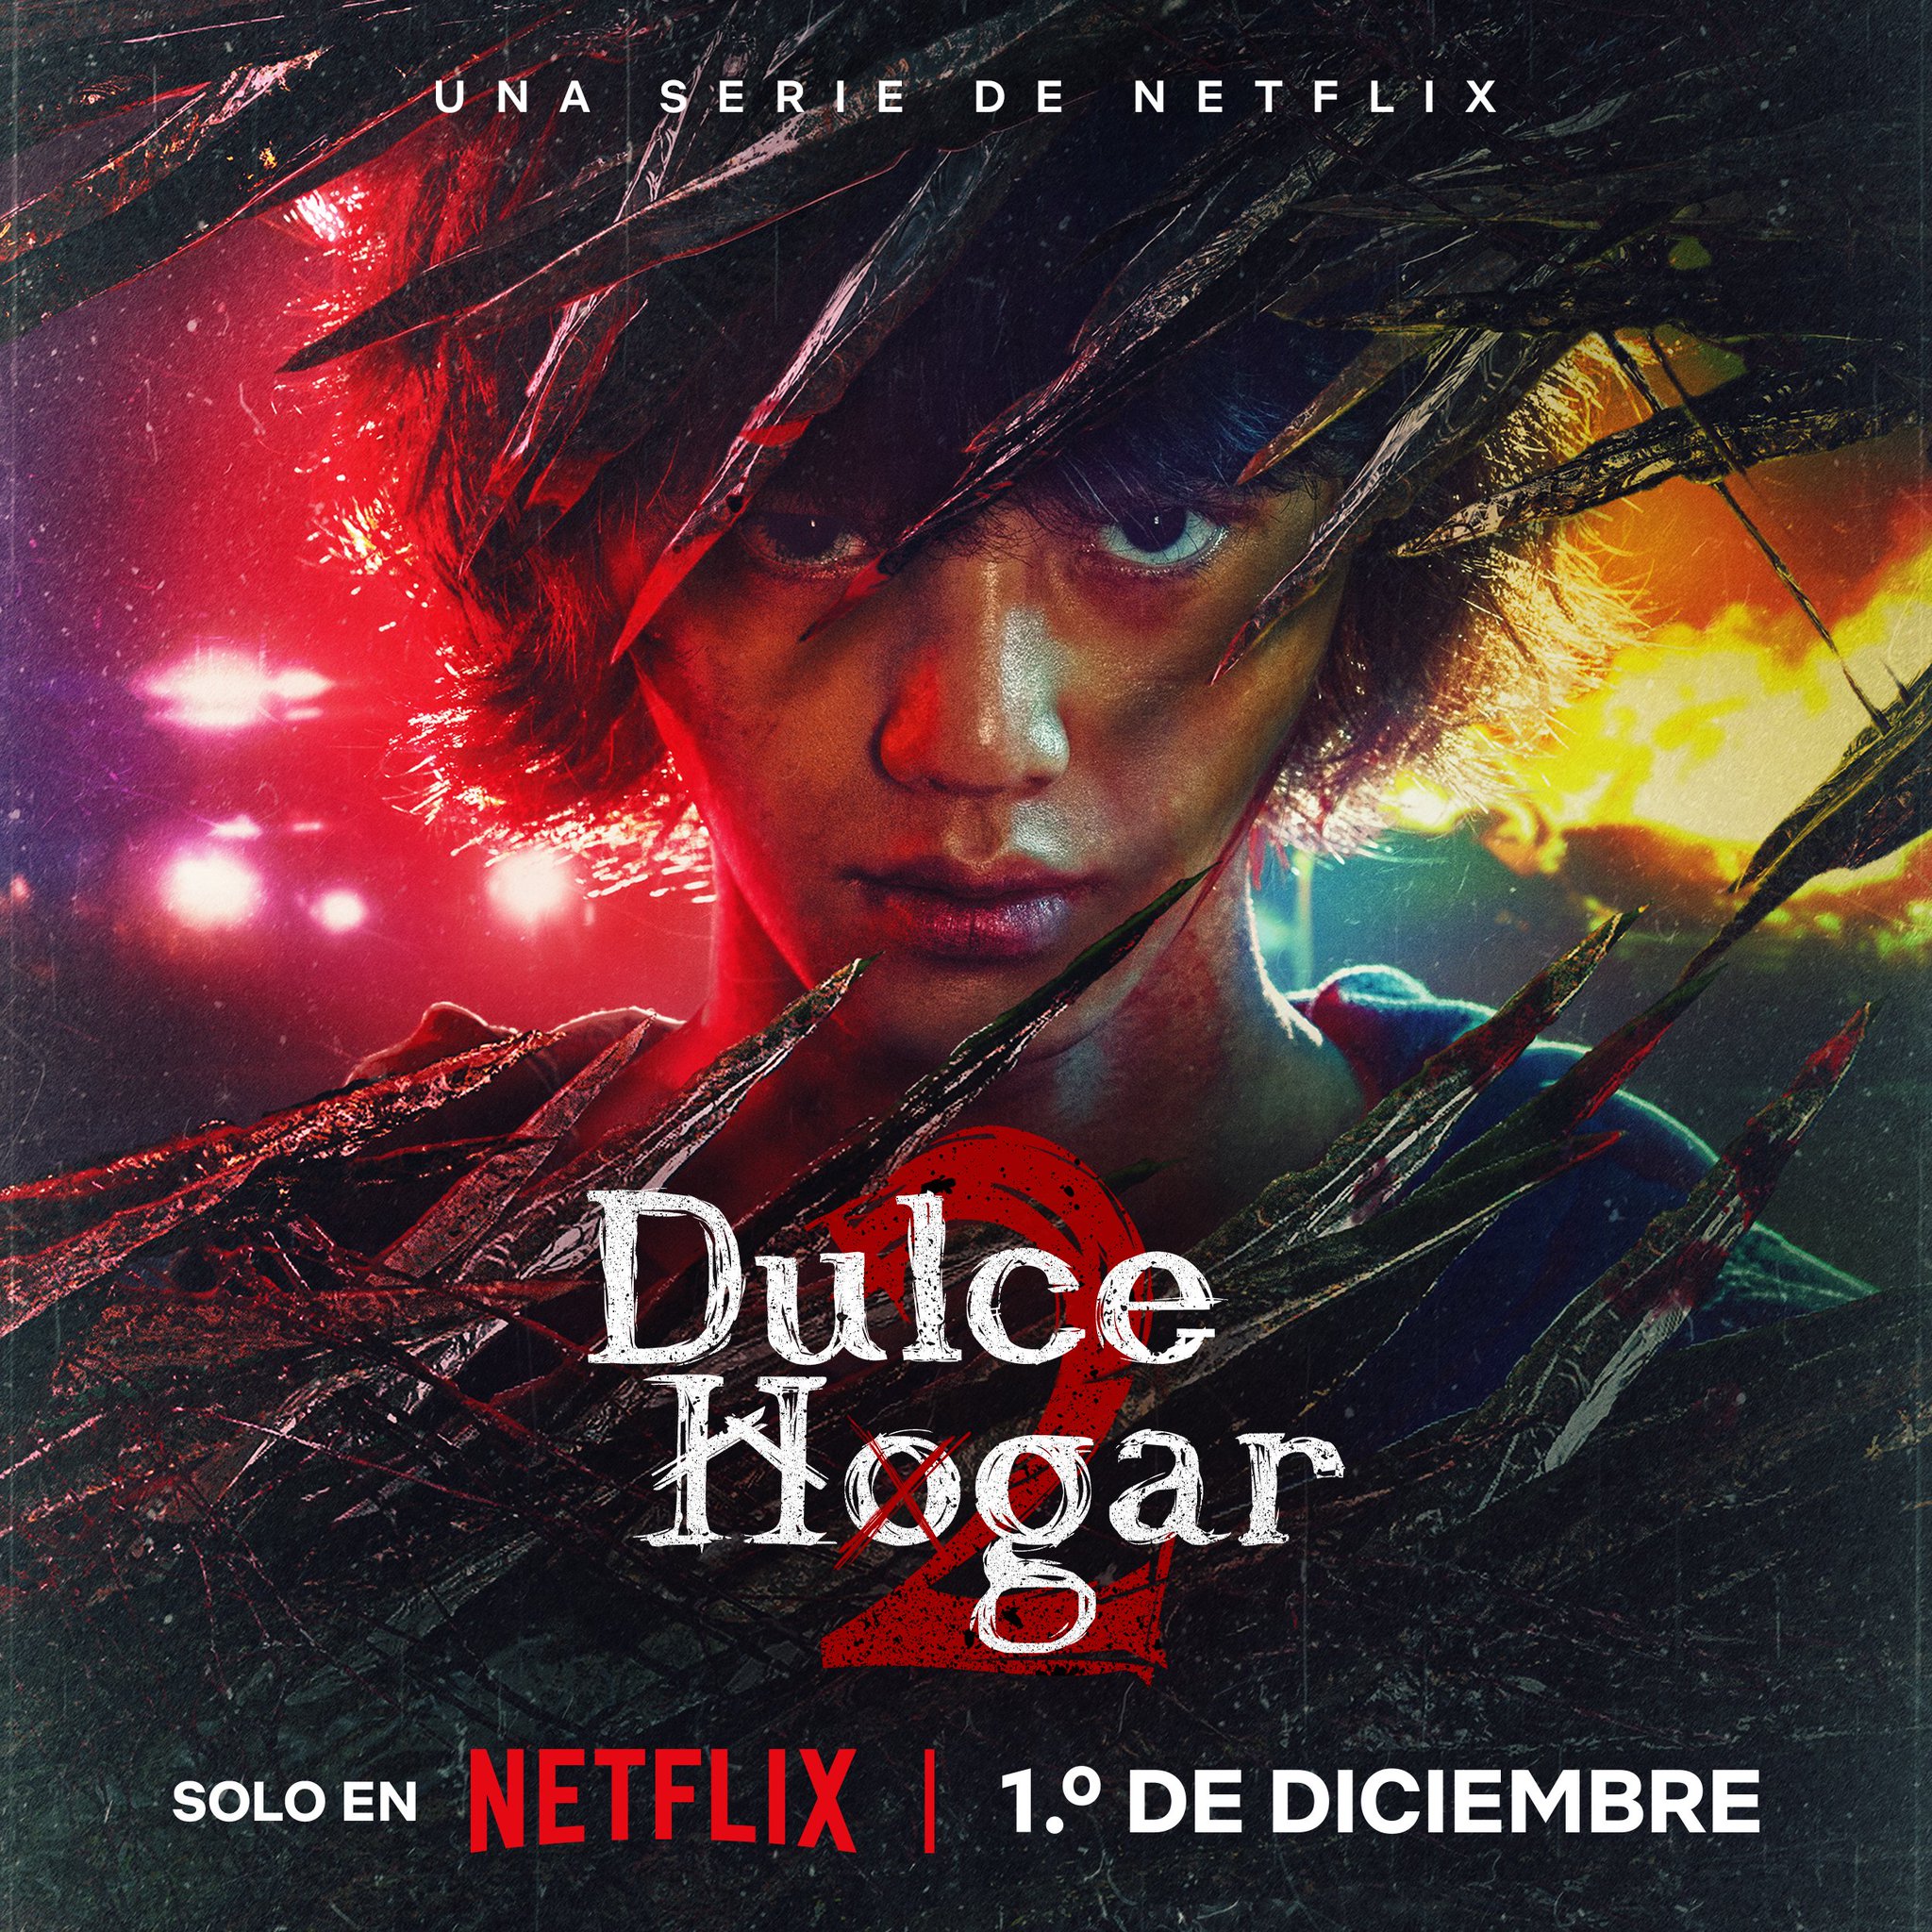 UNA SERIE DE NETFLIX
Dulce
Hogar
2
SOLO EN NETFLIX | 1.º DE DICIEMBRE